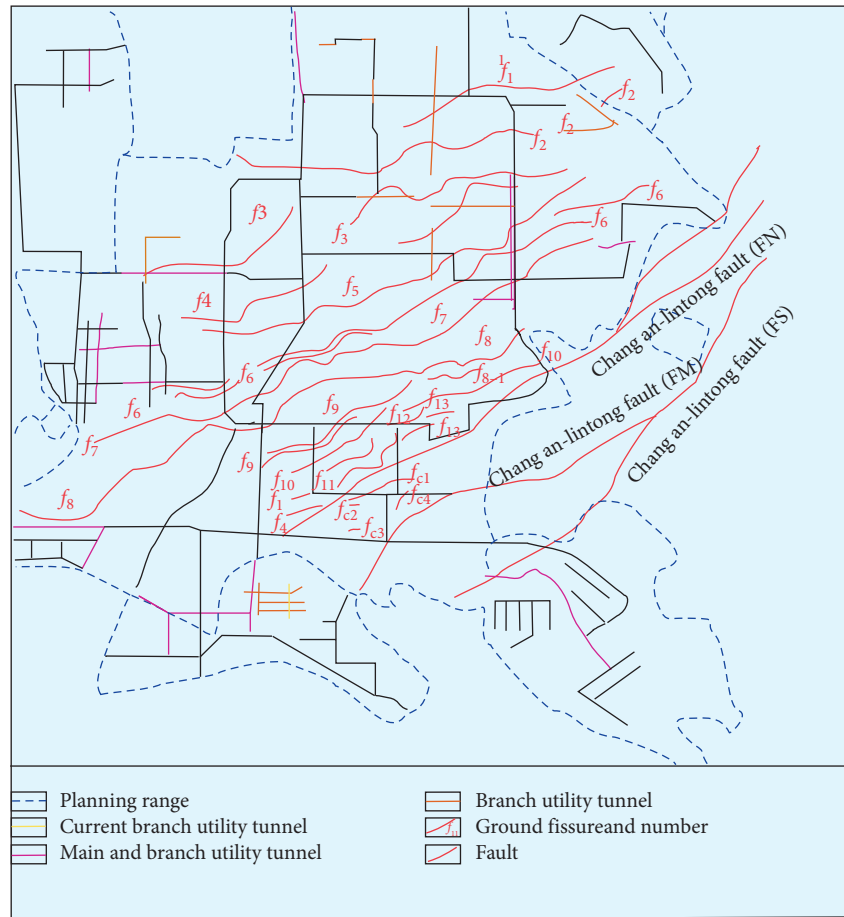 1
f1
f2
f2
f2
f3
f6
f3
f6
f5
f4
f7
f8
f10
f6
f8-1
f6
f9
f13
f12
f13
f7
f9
f10
f11
fc1
f8
f1
fc4
fc2
f4
fc3
Chang an-lintong fault (FN)
Chang an-lintong fault (FM)
Chang an-lintong fault (FS)
Planning range
Current branch utility tunnel
Main and branch utility tunnel
Branch utility tunnel
f11 Ground fissureand number
Fault